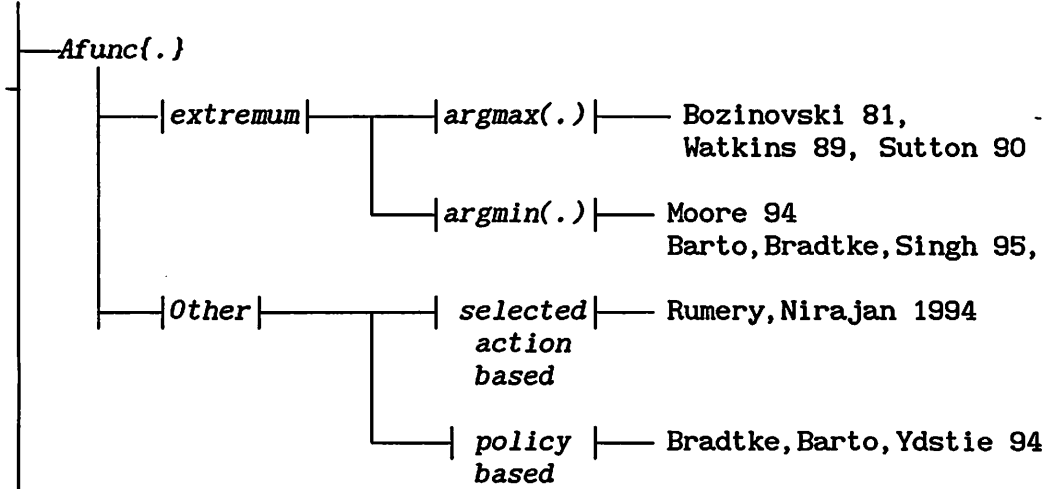 Afunc{.}
extremum argmax(.) Bozinovski 81,
Watkins 89, Sutton 90
argmin(.) Moore 94
Barto,Bradtke,Singh 95,
Other selected Rumery,Nirajan 1994
action
based
policy Bradtke,Barto,Ydstie 94
based